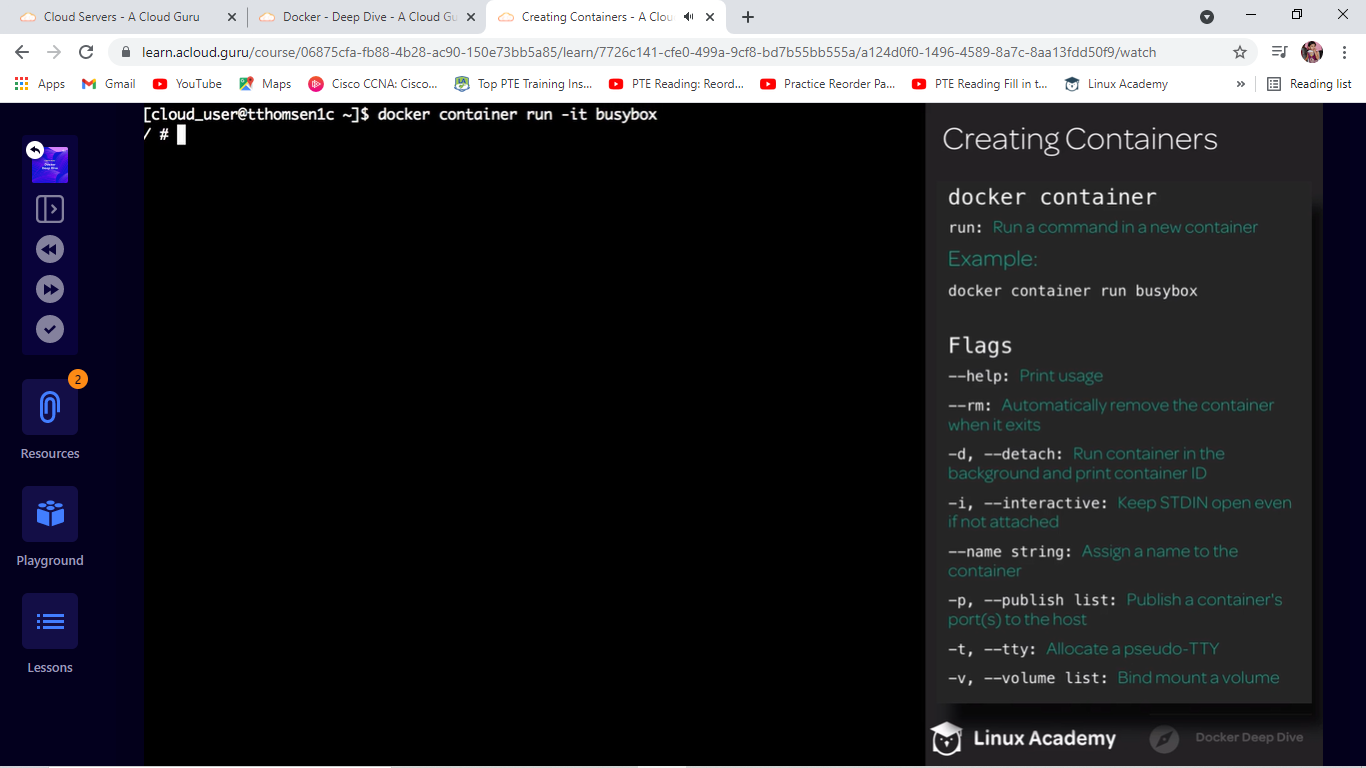 Cloud Servers - A Cloud Guru
Docker - Deep Dive - A Cloud Gu
Creating Containers - A Clou
learn.acloud.guru/course/06875cfa-fb88-4b28-ac90-150e73bb5a85/learn/7726c141-cfe0-499a-9cf8-bd7b55bb555a/a124d0f0-1496-4589-8a7c-8aa13fdd50f9/watch
Apps
Gmail
YouTube
Maps
Cisco CCNA: Cisco...
Top PTE Training Ins...
PTE Reading: Reord...
Practice Reorder Pa...
PTE Reading Fill in t...
Linux Academy
»
Reading list
[cloud_user@tthomsen1c ~]$ docker container run -it busybox
/ #
2
Resources
Playground
Lessons
Creating Containers
docker container
run: Run a command in a new container
Example:
docker container run busybox
Flags
--help: Print usage
--rm: Automatically remove the container
when it exits
-d, --detach: Run container in the
background and print container ID
-i, --interactive: Keep STDIN open even
if not attached
--name string: Assign a name to the
container
-p, --publish list: Publish a container's
port(s) to the host
-t, --tty: Allocate a pseudo-TTY
-v, --volume list: Bind mount a volume
Linux Academy
Docker Deep Dive